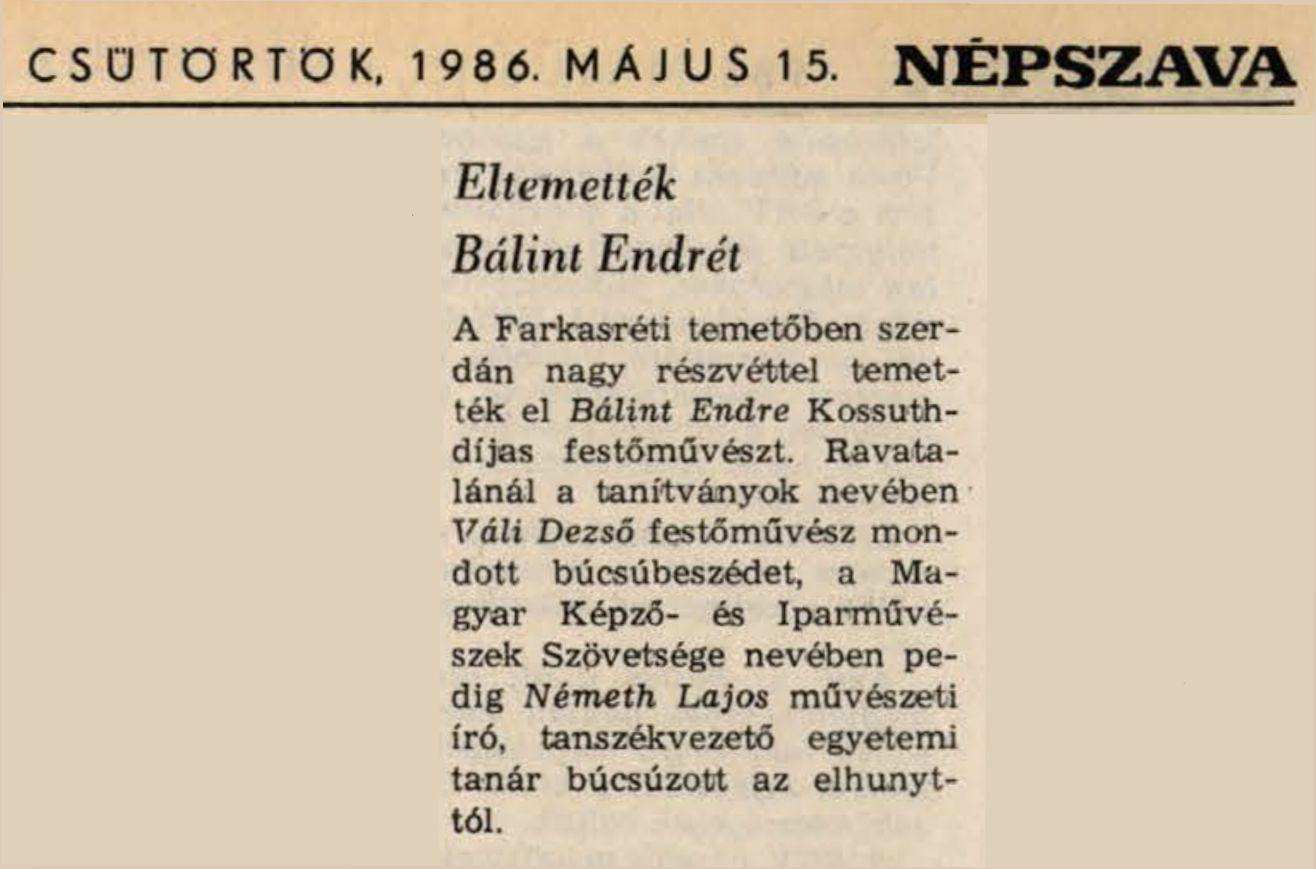 CSÜTÖRTÖK, 1986. MÁJUS 15. NÉPSZAVA
Eltemették
Bálint Endrét
A Farkasréti temetőben szer-
dán nagy részvéttel temet-
ték el Bálint Endre Kossuth-
díjas festőművészt. Ravata-
lánál a tanítványok nevében
Váli Dezső festőművész mon-
dott búcsúbeszédet, a Ma-
gyar Képző- és Iparművé-
szek Szövetsége nevében pe-
dig Németh Lajos művészeti
író, tanszékvezető egyetemi
tanár búcsúzott az elhunyt-
tól.